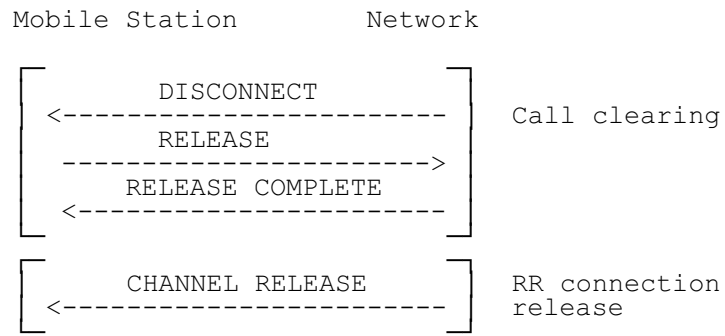 Mobile Station Network
DISCONNECT
Call clearing
RELEASE
RELEASE COMPLETE
CHANNEL RELEASE
RR connection
release